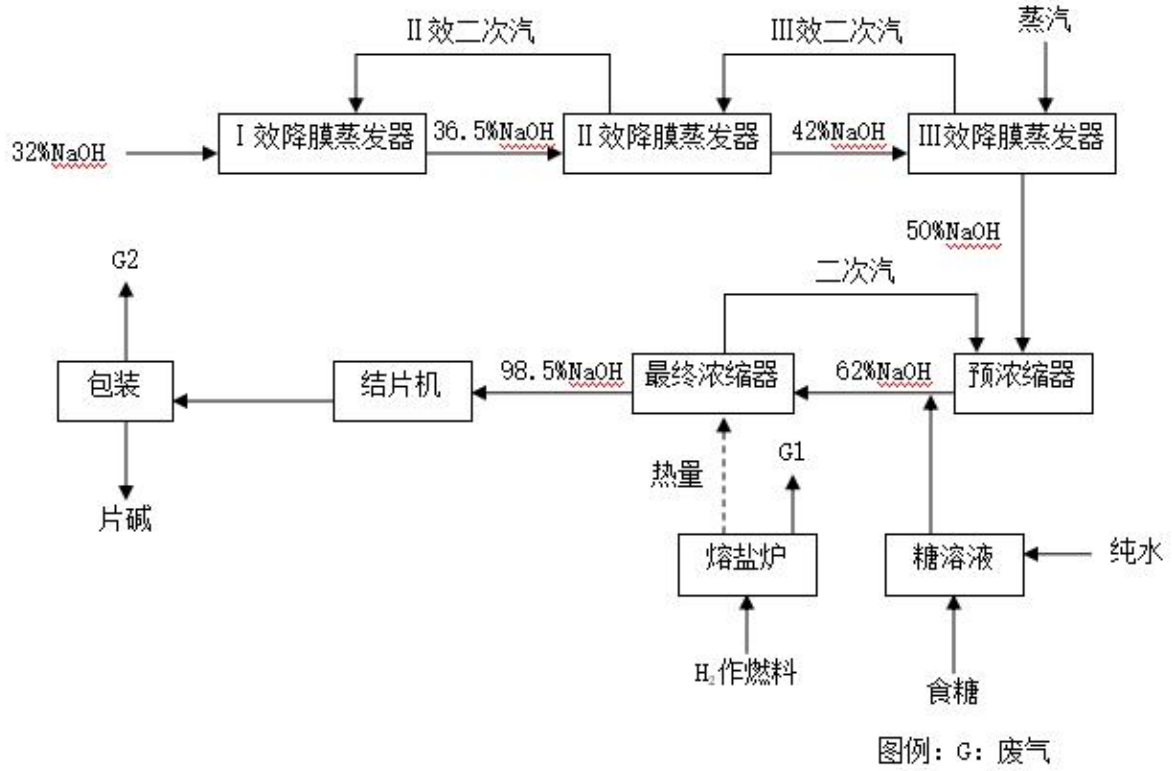 Ⅱ效二次汽
Ⅲ效二次汽
蒸汽
32%NaOH
Ⅰ效降膜蒸发器
36.5%NaOH
Ⅱ效降膜蒸发器
42%NaOH
Ⅲ效降膜蒸发器
50%NaOH
G2
二次汽
包装
结片机
98.5%NaOH
最终浓缩器
62%NaOH
预浓缩器
片碱
热量
G1
熔盐炉
糖溶液
纯水
H₂作燃料
食糖
图例：G：废气